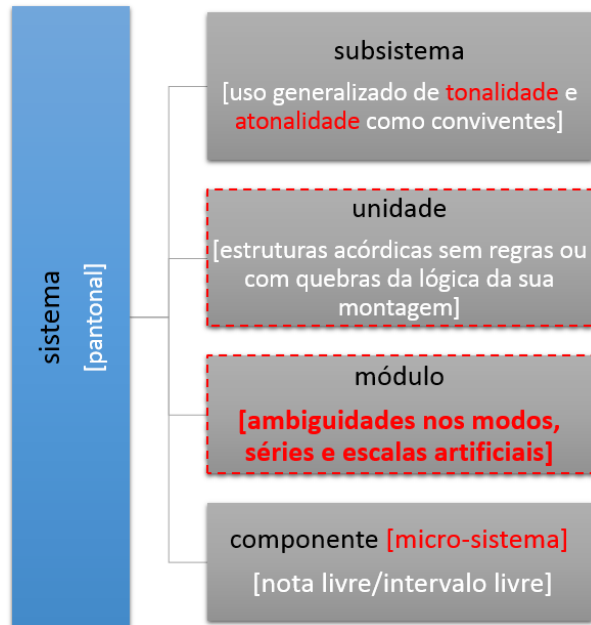 sistema
[pantonal]
subsistema
[uso generalizado de tonalidade e
atonalidade como conviventes]
unidade
[estruturas acórdicas sem regras ou
com quebras da lógica da sua
montagem]
módulo
[ambiguidades nos modos,
séries e escalas artificiais]
componente [micro-sistema]
[nota livre/intervalo livre]